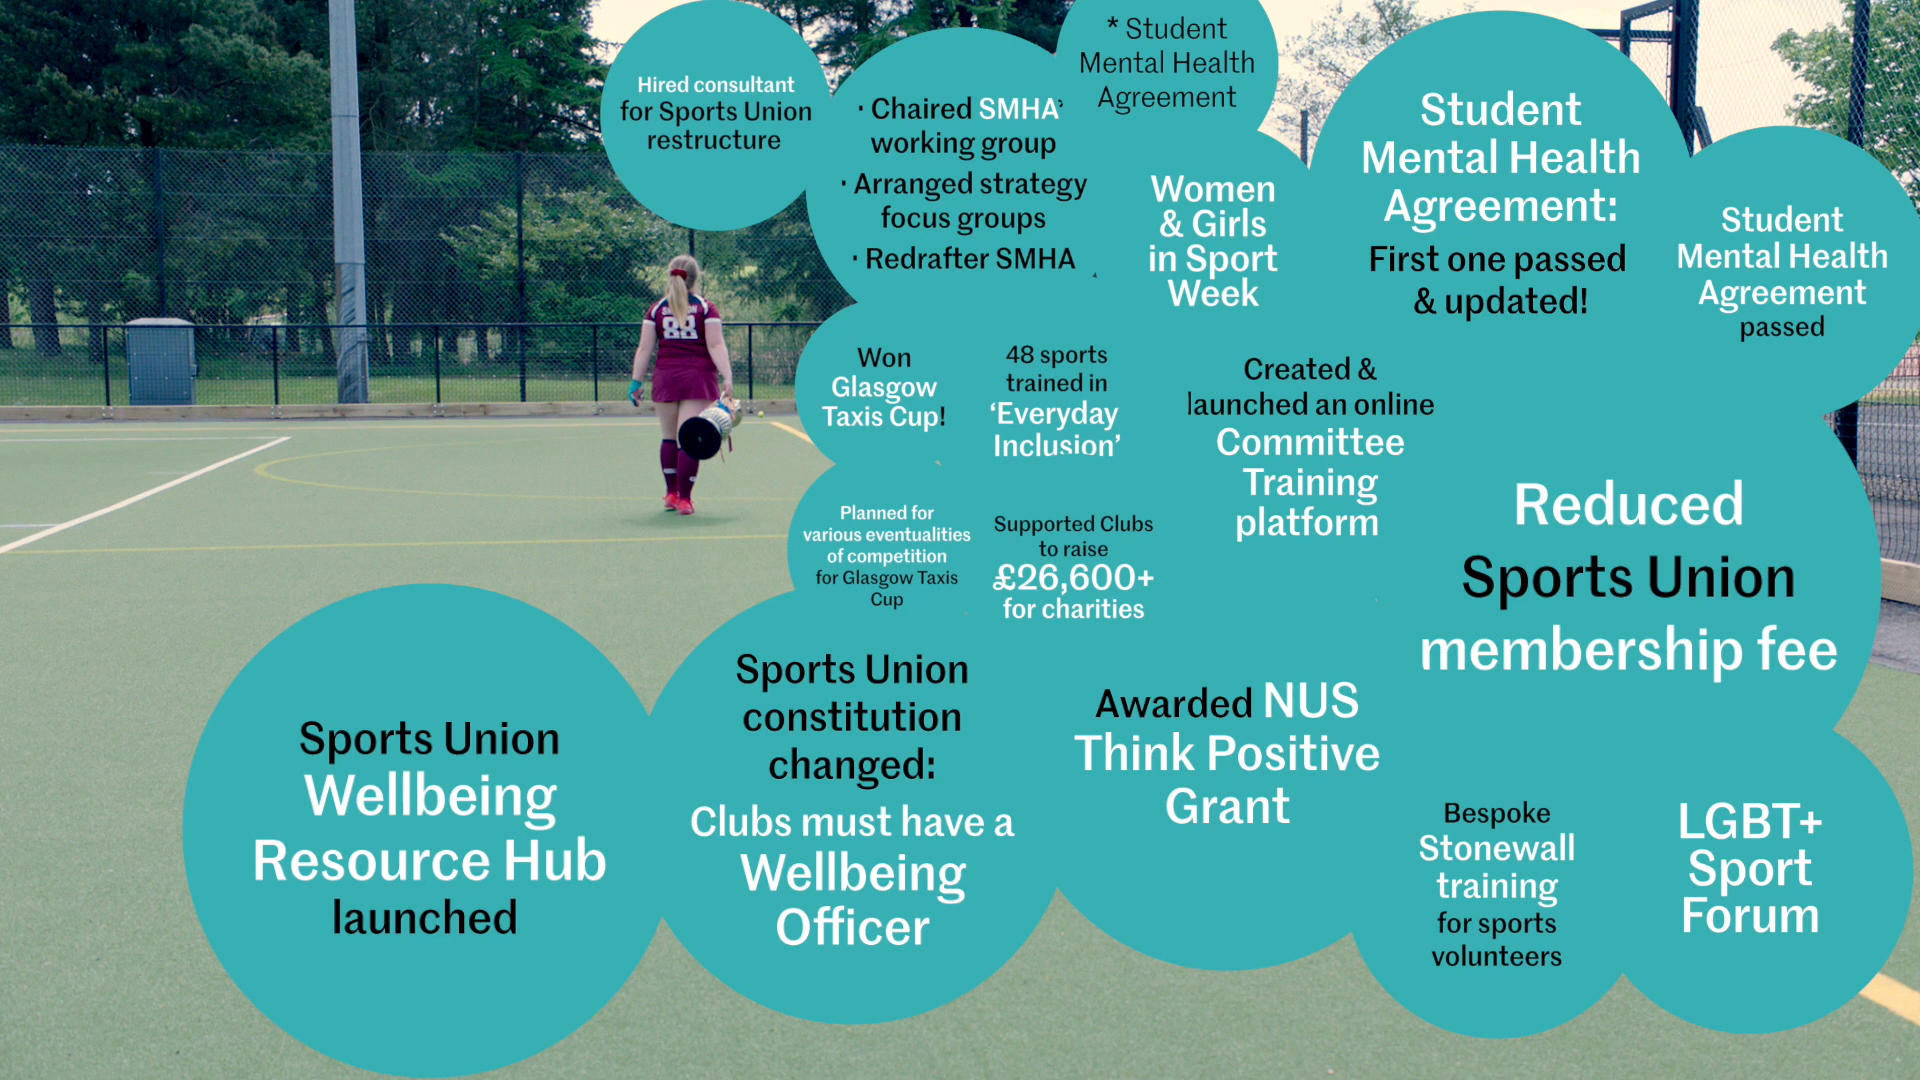 Hired consultant
for Sports Union
restructure
· Chaired SMHA*
working group
· Arranged strategy
focus groups
· Redrafter SMHA
* Student
Mental Health
Agreement
Women
& Girls
in Sport
Week
Student
Mental Health
Agreement:
First one passed
& updated!
Student
Mental Health
Agreement
passed
88
Won
Glasgow
Taxis Cup!
48 sports
trained in
‘Everyday
Inclusion’
Created &
launched an online
Committee
Training
platform
Planned for
various eventualities
of competition
for Glasgow Taxis
Cup
Supported Clubs
to raise
£26,600+
for charities
Reduced
Sports Union
membership fee
Sports Union
Wellbeing
Resource Hub
launched
Sports Union
constitution
changed:
Clubs must have a
Wellbeing
Officer
Awarded NUS
Think Positive
Grant
Bespoke
Stonewall
training
for sports
volunteers
LGBT+
Sport
Forum